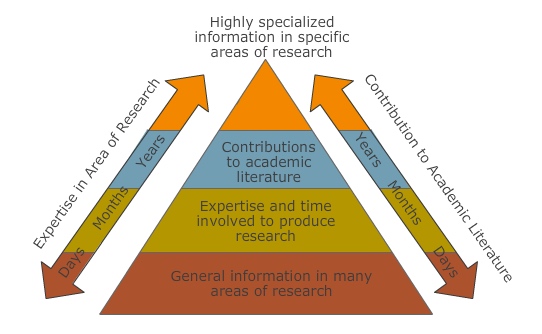 Highly specialized
information in specific
areas of research
Expertise in Area of Research
Contribution to Academic Literature
Years
Months
Days
Contributions
to academic
literature
Expertise and time
involved to produce
research
General information in many
areas of research
Years
Months
Days